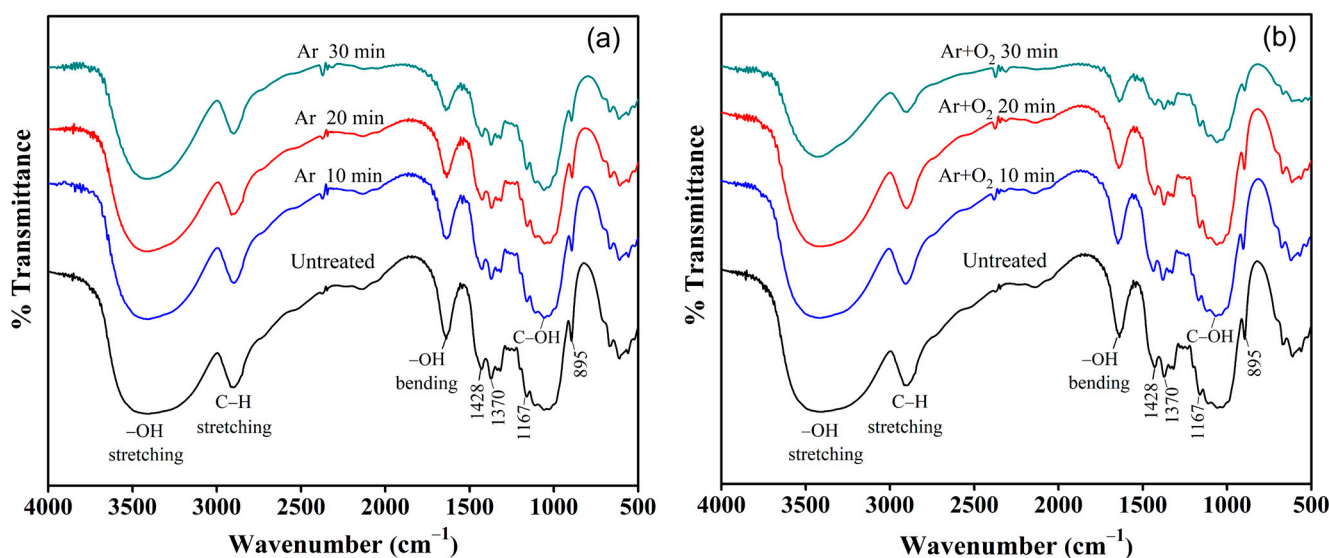 (a)
Ar 30 min
Ar 20 min
Ar 10 min
Untreated
–OH
stretching
C–H
stretching
–OH
bending
1428
1370
1167
C–OH
895
% Transmittance
4000 3500 3000 2500 2000 1500 1000 500
Wavenumber (cm⁻¹)
(b)
Ar+O₂ 30 min
Ar+O₂ 20 min
Ar+O₂ 10 min
Untreated
–OH
stretching
C–H
stretching
–OH
bending
1428
1370
1167
C–OH
895
% Transmittance
4000 3500 3000 2500 2000 1500 1000 500
Wavenumber (cm⁻¹)